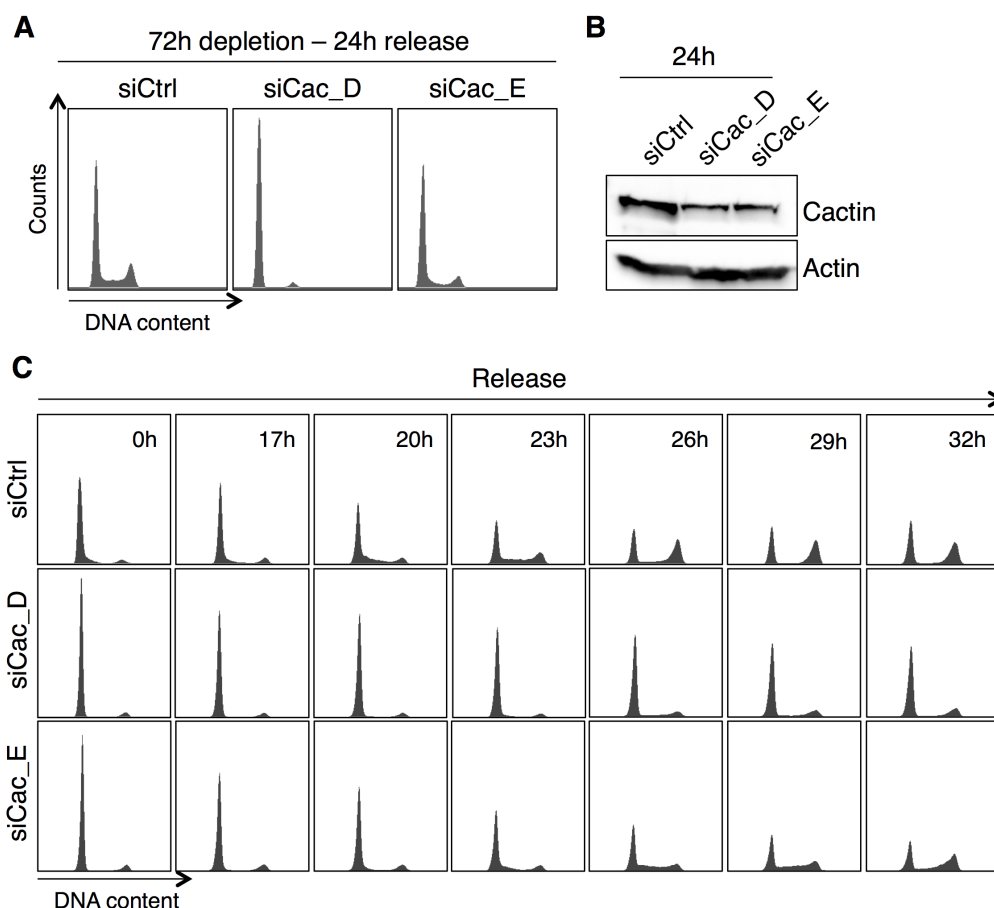 A
72h depletion – 24h release
siCtrl siCac_D siCac_E
Counts
DNA content
B
24h
siCtrl siCac_D siCac_E
Cactin
Actin
C
Release
0h 17h 20h 23h 26h 29h 32h
siCtrl
siCac_D
siCac_E
DNA content